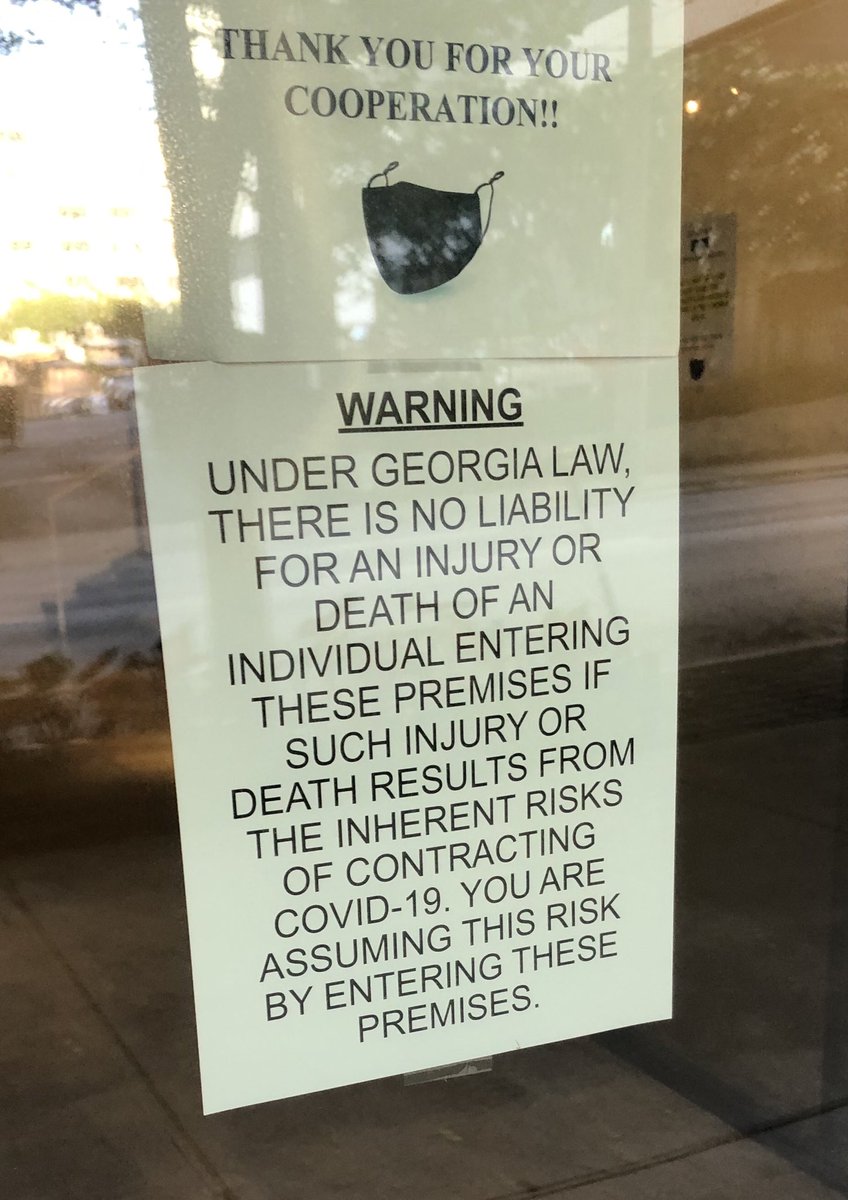 THANK YOU FOR YOUR
COOPERATION!!
WARNING
UNDER GEORGIA LAW,
THERE IS NO LIABILITY
FOR AN INJURY OR
DEATH OF AN
INDIVIDUAL ENTERING
THESE PREMISES IF
SUCH INJURY OR
DEATH RESULTS FROM
THE INHERENT RISKS
OF CONTRACTING
COVID-19. YOU ARE
ASSUMING THIS RISK
BY ENTERING THESE
PREMISES.